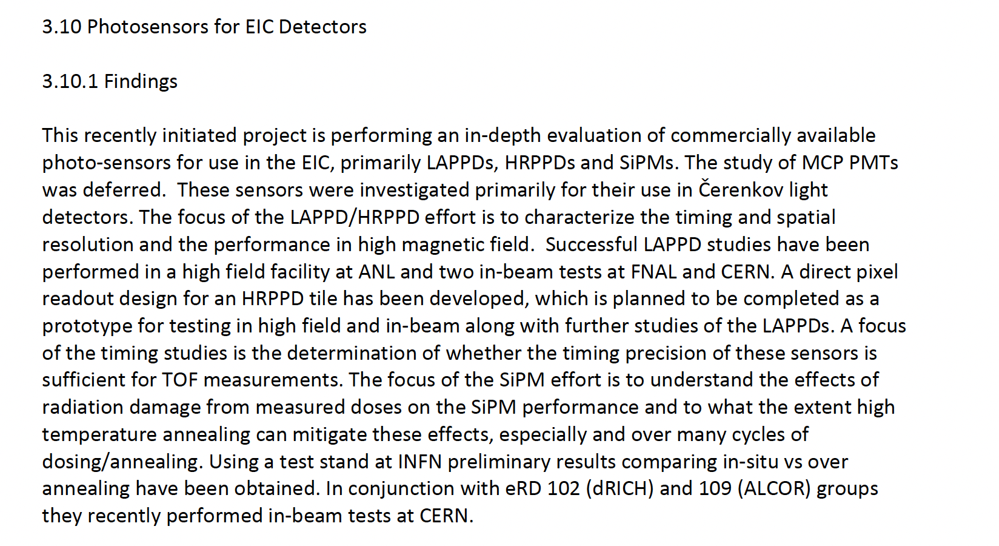 3.10 Photosensors for EIC Detectors
3.10.1 Findings
This recently initiated project is performing an in-depth evaluation of commercially available
photo-sensors for use in the EIC, primarily LAPPDs, HRPPDs and SiPMs. The study of MCP PMTs
was deferred.  These sensors were investigated primarily for their use in Čerenkov light
detectors. The focus of the LAPPD/HRPPD effort is to characterize the timing and spatial
resolution and the performance in high magnetic field.  Successful LAPPD studies have been
performed in a high field facility at ANL and two in-beam tests at FNAL and CERN. A direct pixel
readout design for an HRPPD tile has been developed, which is planned to be completed as a
prototype for testing in high field and in-beam along with further studies of the LAPPDs. A focus
of the timing studies is the determination of whether the timing precision of these sensors is
sufficient for TOF measurements. The focus of the SiPM effort is to understand the effects of
radiation damage from measured doses on the SiPM performance and to what the extent high
temperature annealing can mitigate these effects, especially and over many cycles of
dosing/annealing. Using a test stand at INFN preliminary results comparing in-situ vs over
annealing have been obtained. In conjunction with eRD 102 (dRICH) and 109 (ALCOR) groups
they recently performed in-beam tests at CERN.